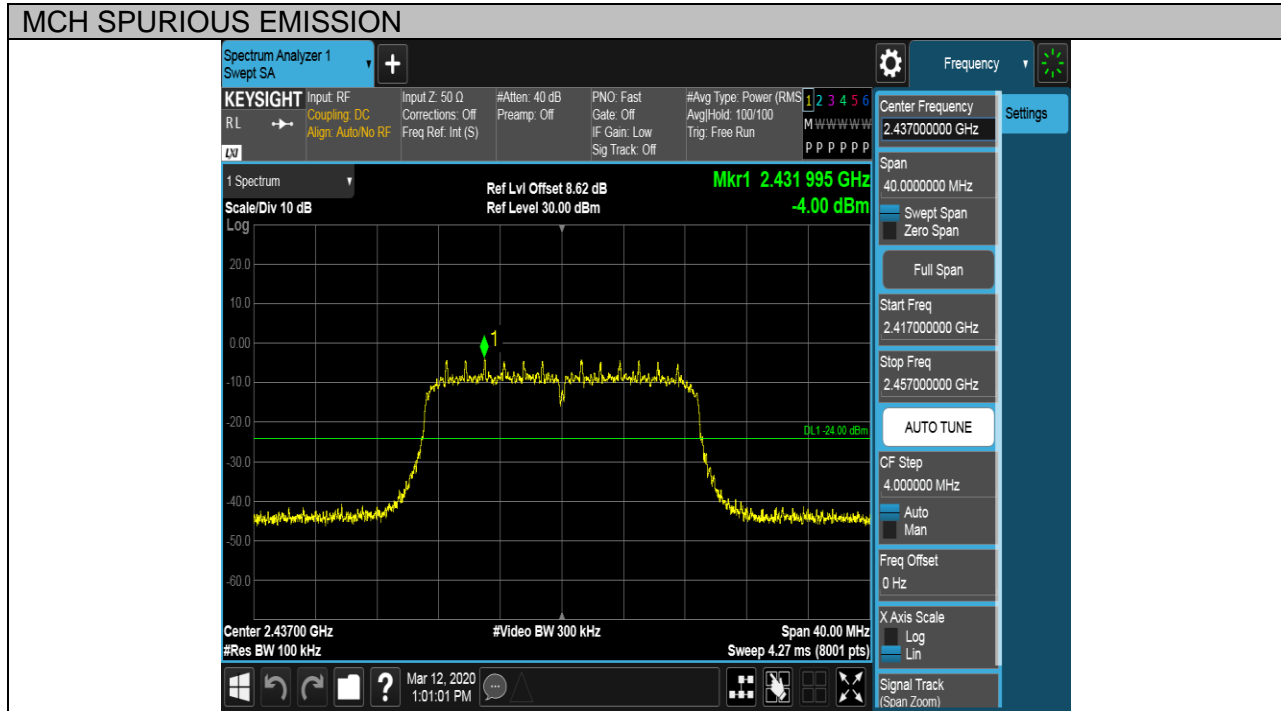 MCH SPURIOUS EMISSION
Spectrum Analyzer 1
Swept SA
+
Frequency
KEYSIGHT
RL
LXI
Input: RF
Coupling: DC
Align: Auto/No RF
Input Z: 50 Ω
Corrections: Off
Freq Ref: Int (S)
#Atten: 40 dB
Preamp: Off
PNO: Fast
Gate: Off
IF Gain: Low
Sig Track: Off
#Avg Type: Power (RMS
Avg|Hold: 100/100
Trig: Free Run
1 2 3 4 5 6
M W W W W W
P P P P P P
1 Spectrum
Scale/Div 10 dB
Ref Lvl Offset 8.62 dB
Ref Level 30.00 dBm
Mkr1 2.431 995 GHz
-4.00 dBm
Log
20.0
10.0
0.00
-10.0
-20.0
-30.0
-40.0
-50.0
-60.0
1
DL1 -24.00 dBm
Center 2.43700 GHz
#Res BW 100 kHz
#Video BW 300 kHz
Span 40.00 MHz
Sweep 4.27 ms (8001 pts)
?
Mar 12, 2020
1:01:01 PM
Center Frequency
2.437000000 GHz
Span
40.0000000 MHz
Swept Span
Zero Span
Full Span
Start Freq
2.417000000 GHz
Stop Freq
2.457000000 GHz
AUTO TUNE
CF Step
4.000000 MHz
Auto
Man
Freq Offset
0 Hz
X Axis Scale
Log
Lin
Signal Track
(Span Zoom)
Settings